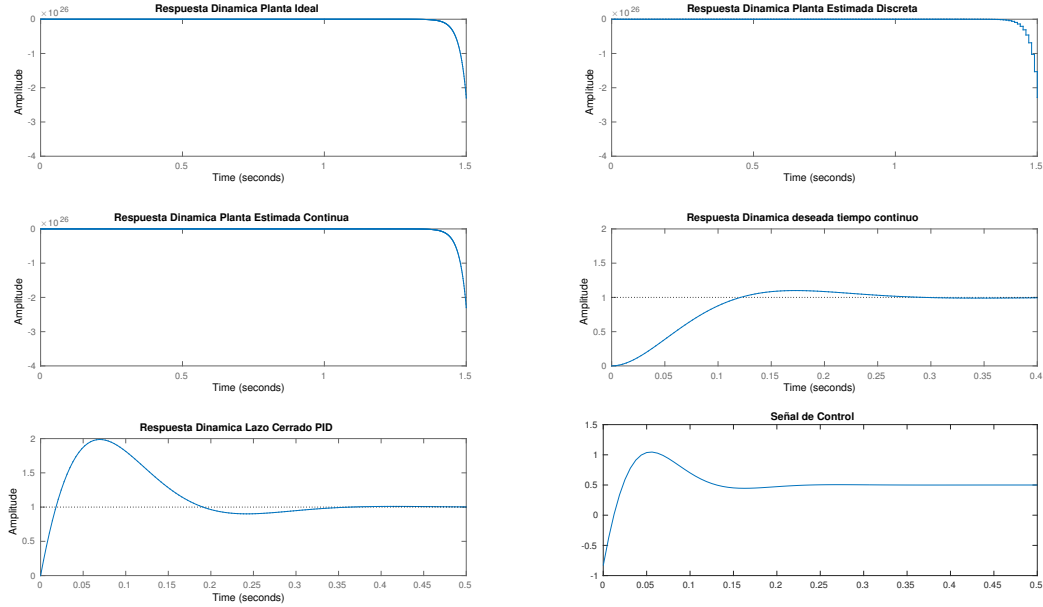 Respuesta Dinamica Planta Ideal
×10^26
0
-1
-2
-3
-4
Amplitude
0 0.5 1 1.5
Time (seconds)
Respuesta Dinamica Planta Estimada Discreta
×10^26
0
-1
-2
-3
-4
Amplitude
0 0.5 1 1.5
Time (seconds)
Respuesta Dinamica Planta Estimada Continua
×10^26
0
-1
-2
-3
-4
Amplitude
0 0.5 1 1.5
Time (seconds)
Respuesta Dinamica deseada tiempo continuo
2
1.5
1
0.5
0
Amplitude
0 0.05 0.1 0.15 0.2 0.25 0.3 0.35 0.4
Time (seconds)
Respuesta Dinamica Lazo Cerrado PID
2
1.5
1
0.5
0
Amplitude
0 0.05 0.1 0.15 0.2 0.25 0.3 0.35 0.4 0.45 0.5
Time (seconds)
Señal de Control
1.5
1
0.5
0
-0.5
-1
0 0.05 0.1 0.15 0.2 0.25 0.3 0.35 0.4 0.45 0.5